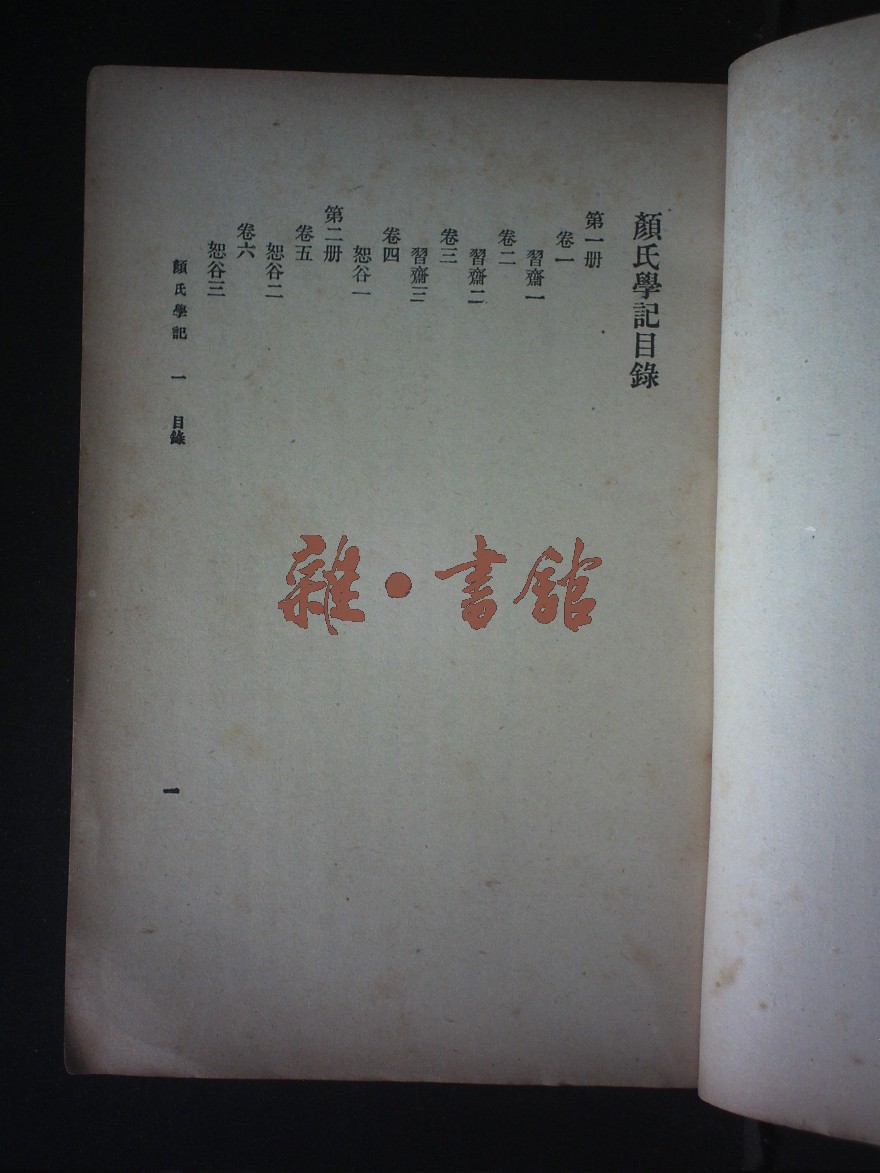 顏氏學記目錄
第一册
卷一
習齋一
卷二
習齋二
卷三
習齋三
卷四
恕谷一
第二册
卷五
恕谷二
卷六
恕谷三
顏氏學記 一 目錄
一
雜·書館